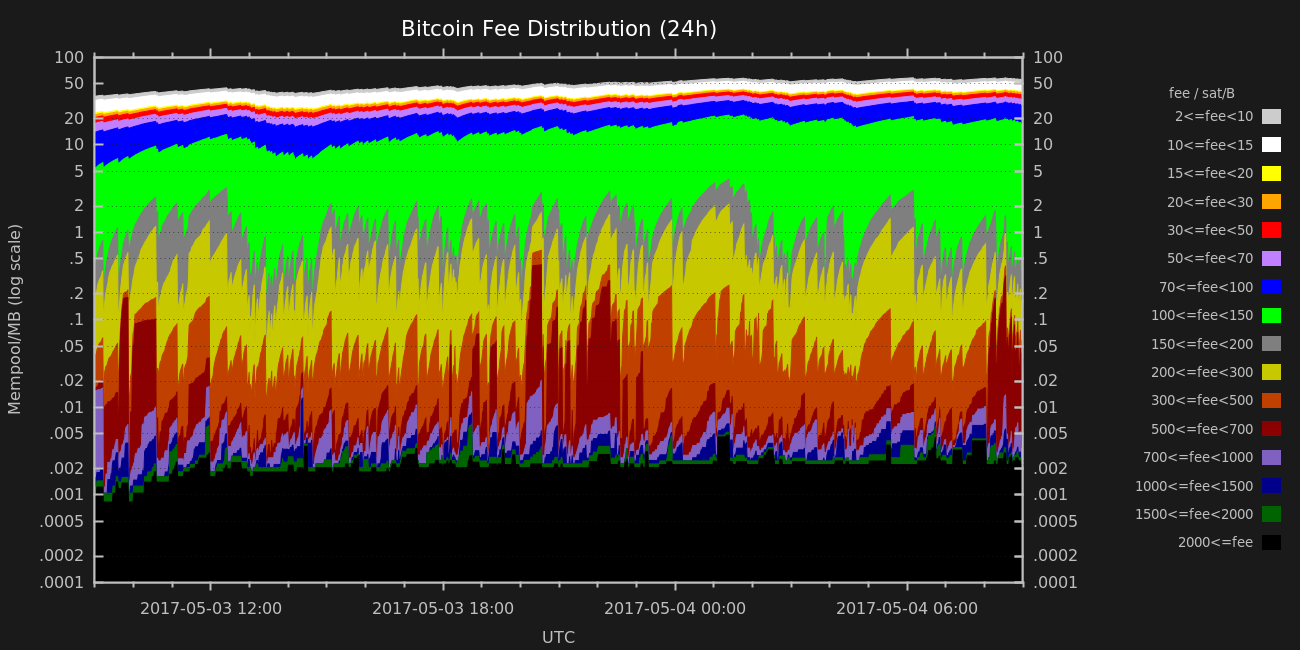 Bitcoin Fee Distribution (24h)
100
50
20
10
5
2
1
.5
.2
.1
.05
.02
.01
.005
.002
.001
.0005
.0002
.0001
Mempool/MB (log scale)
100
50
20
10
5
2
1
.5
.2
.1
.05
.02
.01
.005
.002
.001
.0005
.0002
.0001
fee / sat/B
2<=fee<10
10<=fee<15
15<=fee<20
20<=fee<30
30<=fee<50
50<=fee<70
70<=fee<100
100<=fee<150
150<=fee<200
200<=fee<300
300<=fee<500
500<=fee<700
700<=fee<1000
1000<=fee<1500
1500<=fee<2000
2000<=fee
2017-05-03 12:00
2017-05-03 18:00
2017-05-04 00:00
2017-05-04 06:00
UTC